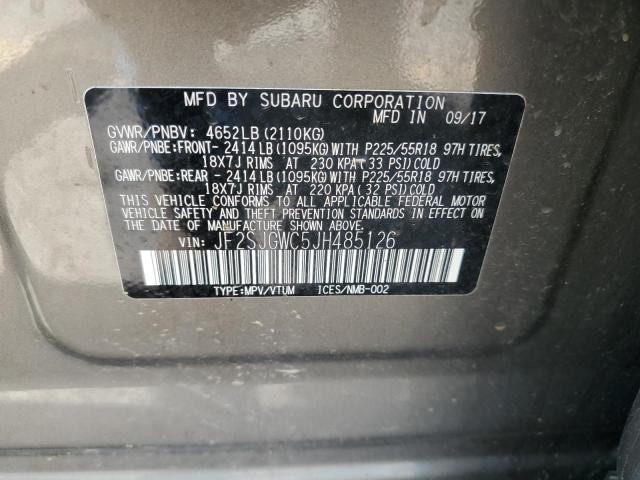 MFD BY SUBARU CORPORATION
MFD IN 09/17
GVWR/PNBV: 4652LB (2110KG)
GAWR/PNBE:FRONT- 2414 LB(1095KG) WITH P225/55R18 97H TIRES,
18X7J RIMS AT 230 KPA(33 PSI)COLD
GAWR/PNBE:REAR - 2414 LB(1095KG) WITH P225/55R18 97H TIRES,
18X7J RIMS AT 220 KPA(32 PSI)COLD
THIS VEHICLE CONFORMS TO ALL APPLICABLE FEDERAL MOTOR
VEHICLE SAFETY AND THEFT PREVENTION STANDARDS IN EFFECT
ON THE DATE OF MANUFACTURE SHOWN ABOVE.
VIN: JF2SJGWC5JH485126
TYPE:MPV/VTUM ICES/NMB-002